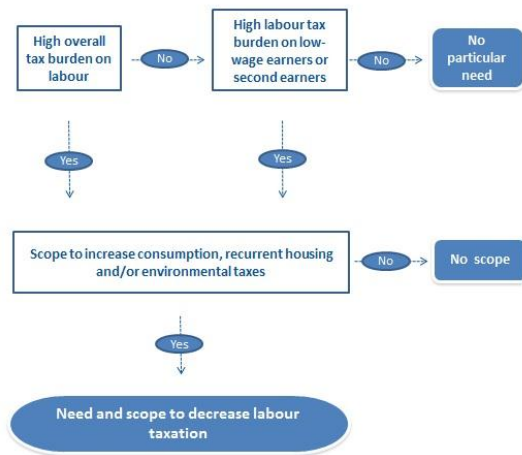 High overall
tax burden on
labour
No
High labour tax
burden on low-
wage earners or
second earners
No
No
particular
need
Yes
Yes
Scope to increase consumption, recurrent housing
and/or environmental taxes
No
No scope
Yes
Need and scope to decrease labour
taxation